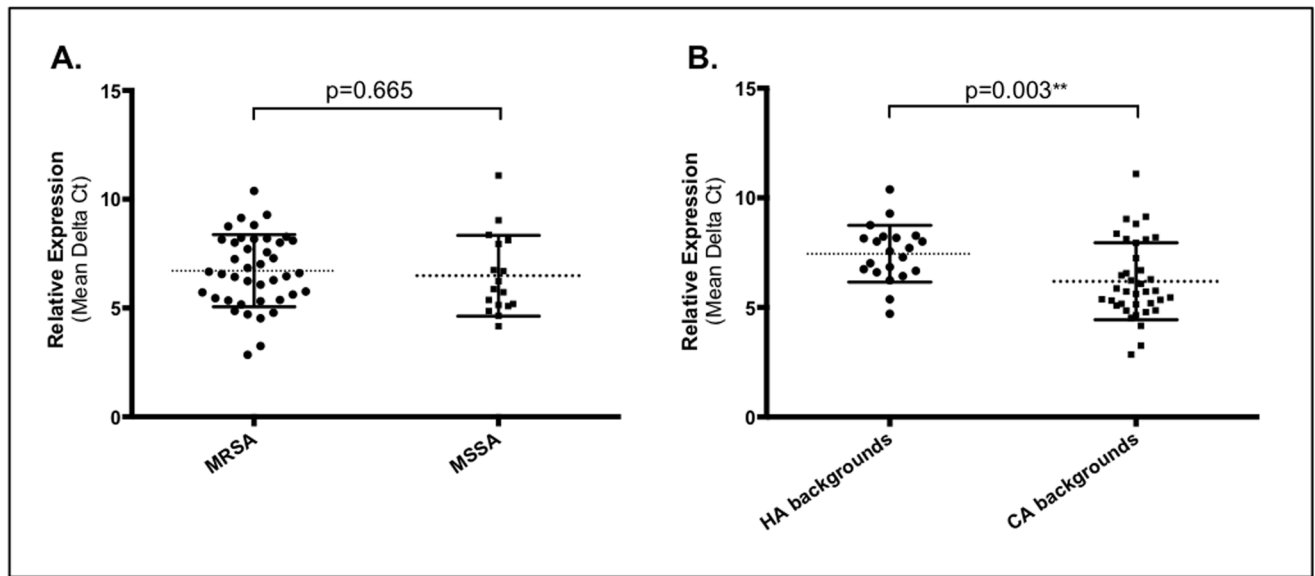 A.
p=0.665
15
10
5
0
Relative Expression
(Mean Delta Ct)
MRSA
MSSA
B.
p=0.003**
15
10
5
0
Relative Expression
(Mean Delta Ct)
HA backgrounds
CA backgrounds